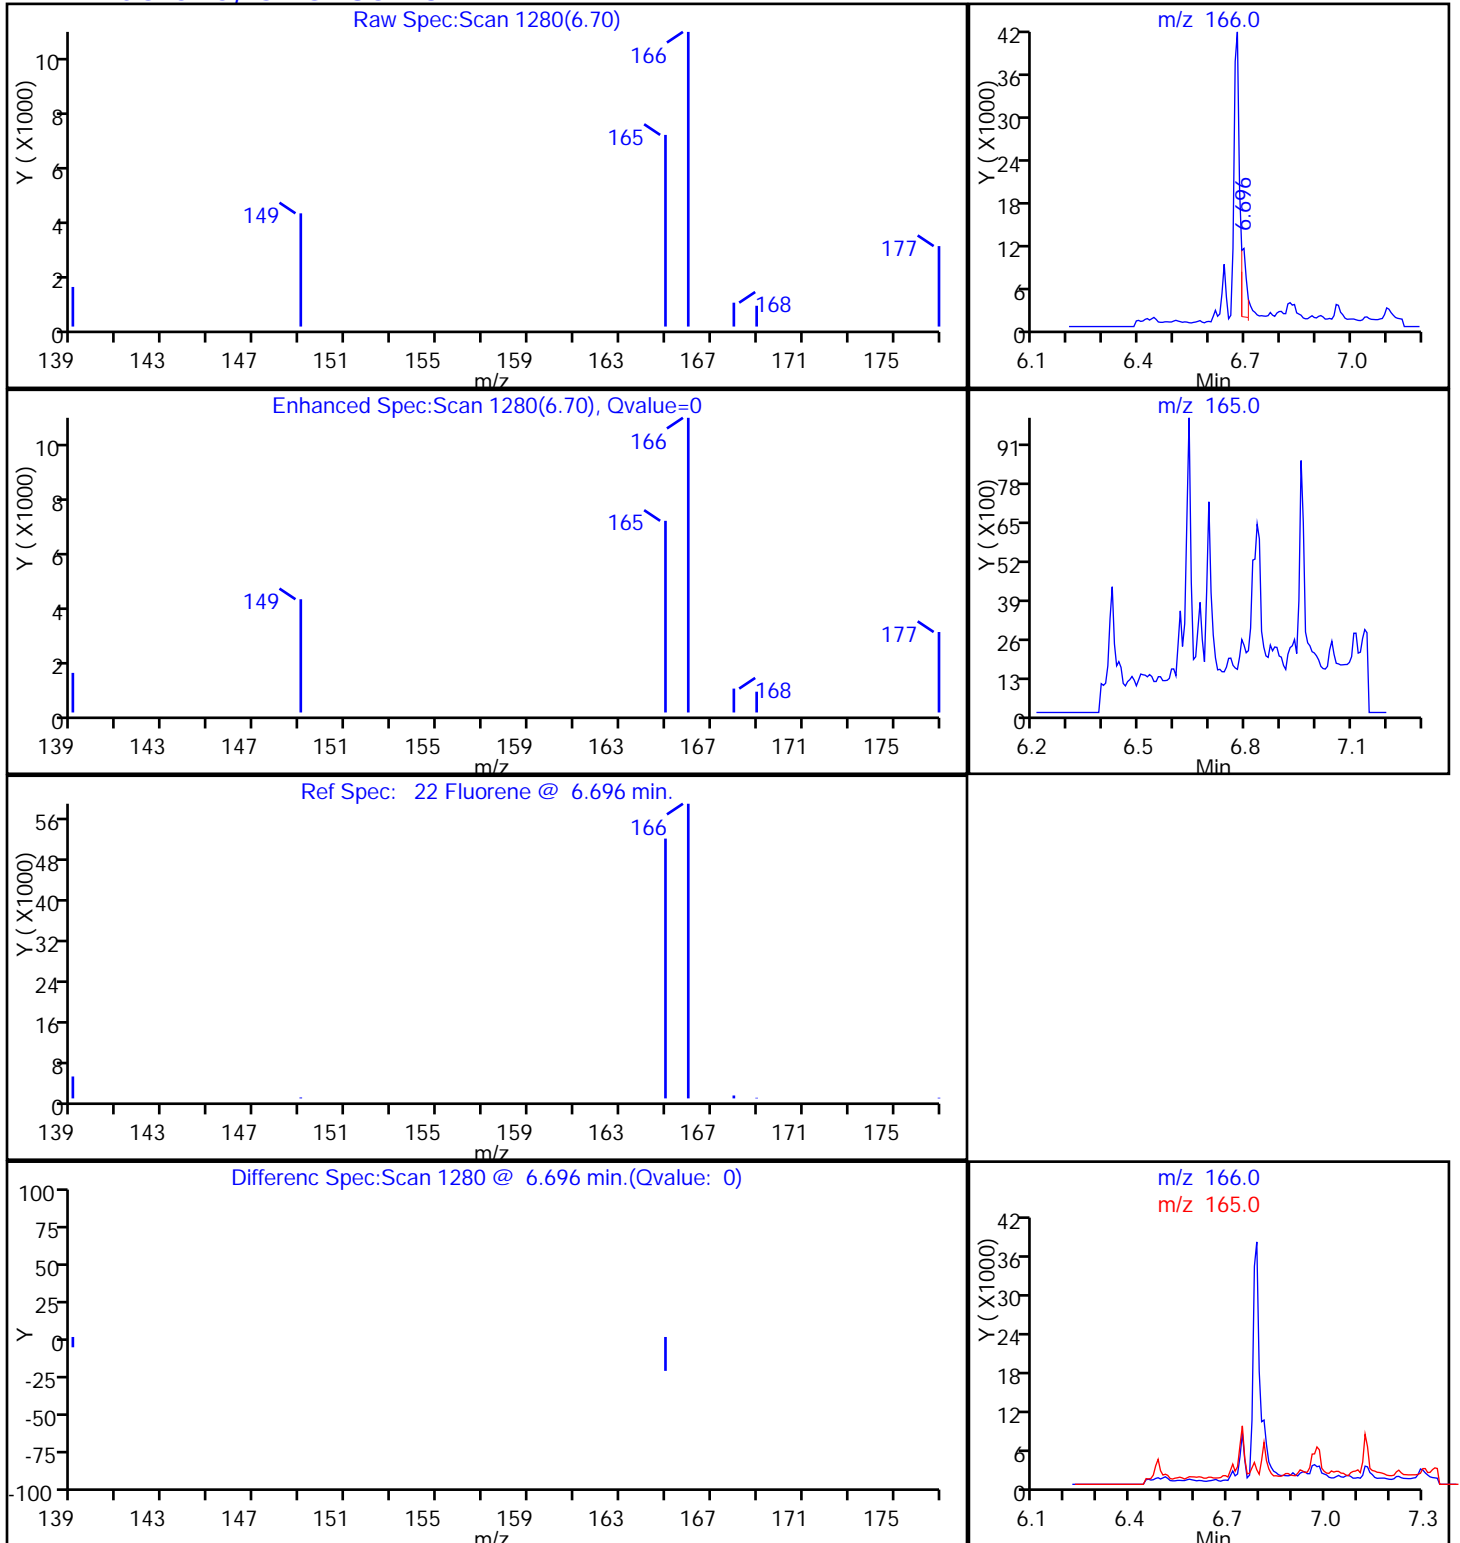 Raw Spec:Scan 1280(6.70)
Y ( X1000)
10
8
6
4
2
0
166
165
149
177
168
139 143 147 151 155 159 163 167 171 175
m/z
m/z 166.0
Y ( X1000)
42
36
30
24
18
12
6
0
6.696
6.1 6.4 6.7 7.0
Min
Enhanced Spec:Scan 1280(6.70), Qvalue=0
Y ( X1000)
10
8
6
4
2
0
166
165
149
177
168
139 143 147 151 155 159 163 167 171 175
m/z
m/z 165.0
Y ( X100)
91
78
65
52
39
26
13
0
6.2 6.5 6.8 7.1
Min
Ref Spec: 22 Fluorene @ 6.696 min.
Y ( X1000)
56
48
40
32
24
16
8
0
166
139 143 147 151 155 159 163 167 171 175
m/z
Differenc Spec:Scan 1280 @ 6.696 min.(Qvalue: 0)
Y
100
75
50
25
0
-25
-50
-75
-100
139 143 147 151 155 159 163 167 171 175
m/z
m/z 166.0
m/z 165.0
Y ( X1000)
42
36
30
24
18
12
6
0
6.1 6.4 6.7 7.0 7.3
Min